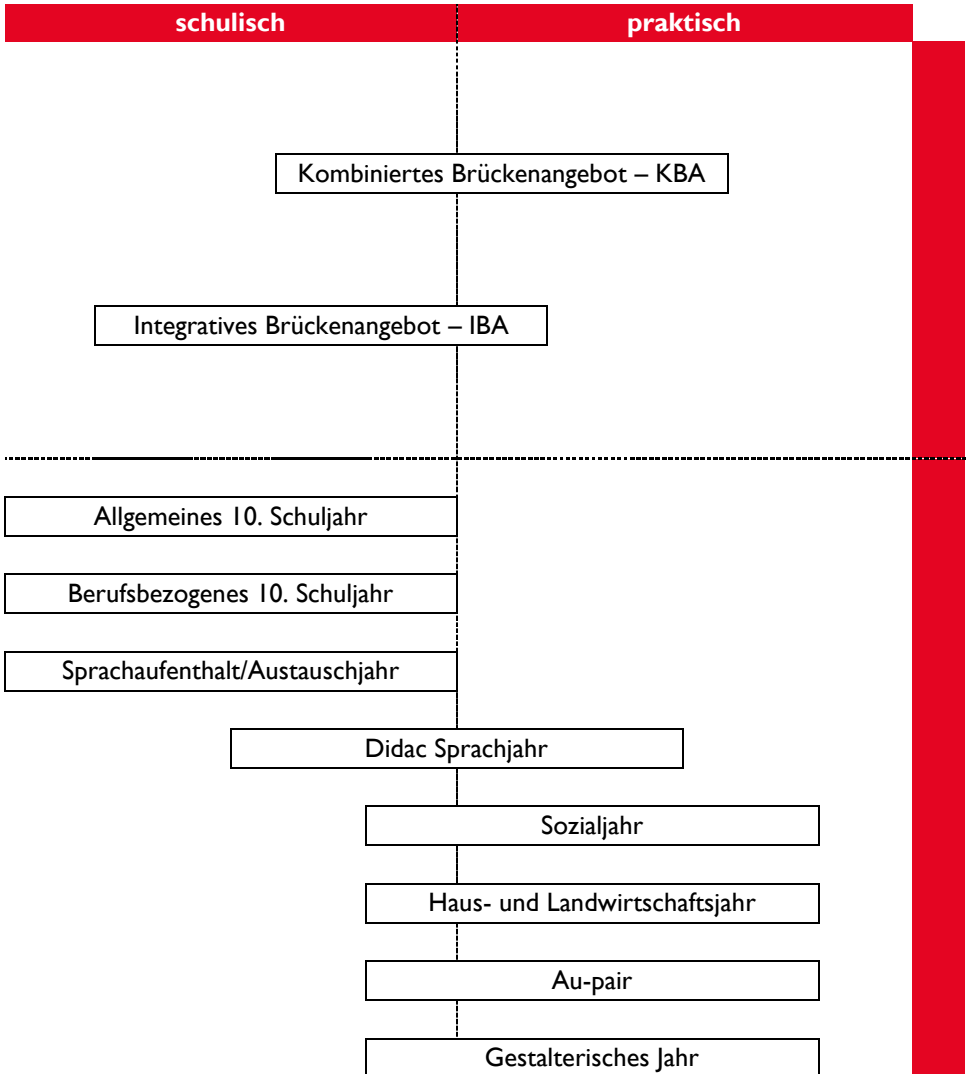 schulisch praktisch
Kombiniertes Brückenangebot – KBA
Integratives Brückenangebot – IBA
Allgemeines 10. Schuljahr
Berufsbezogenes 10. Schuljahr
Sprachaufenthalt/Austauschjahr
Didac Sprachjahr
Sozialjahr
Haus- und Landwirtschaftsjahr
Au-pair
Gestalterisches Jahr